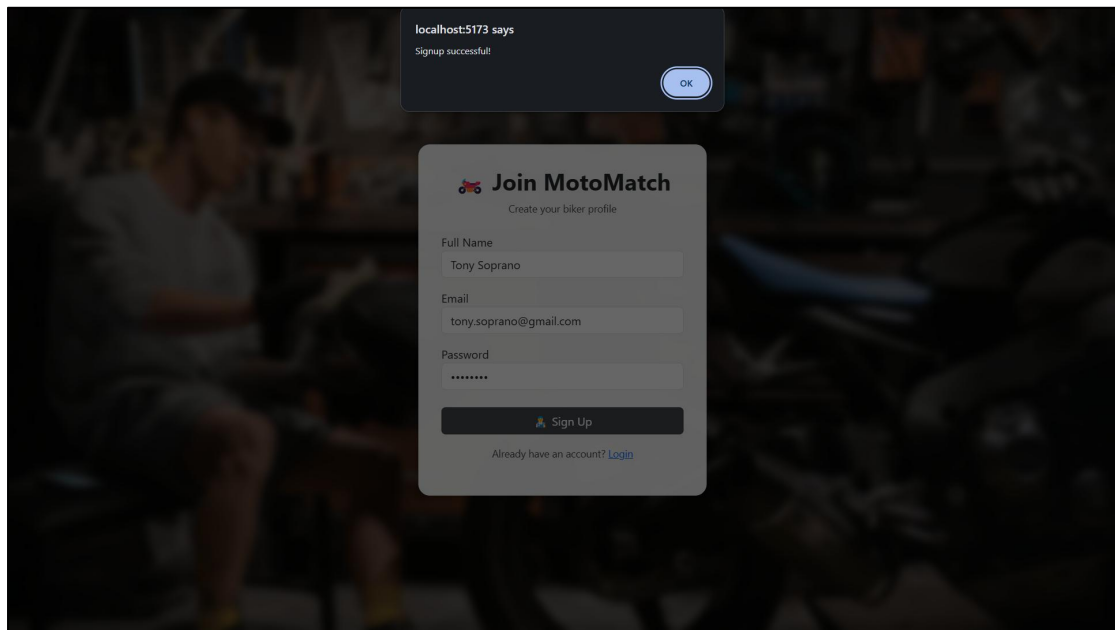 localhost:5173 says
Signup successful!
OK
Join MotoMatch
Create your biker profile
Full Name
Tony Soprano
Email
tony.soprano@gmail.com
Password
••••••••
Sign Up
Already have an account? Login